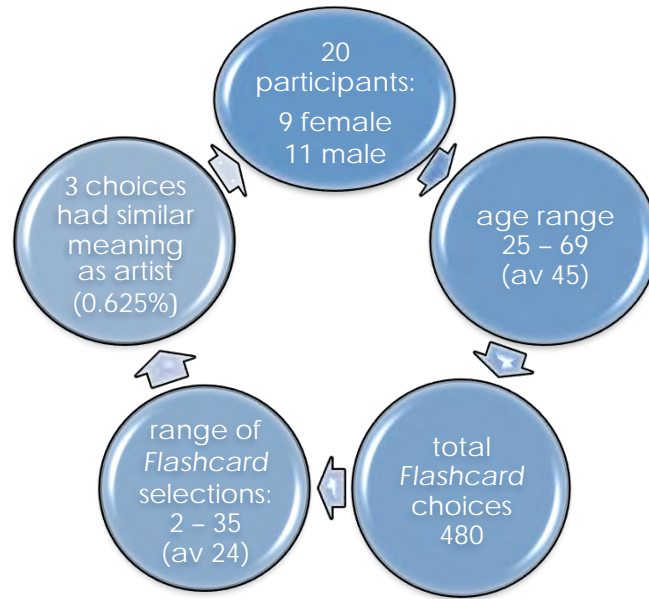 20
participants:
9 female
11 male
age range
25 – 69
(av 45)
total
Flashcard
choices
480
range of
Flashcard
selections:
2 – 35
(av 24)
3 choices
had similar
meaning
as artist
(0.625%)